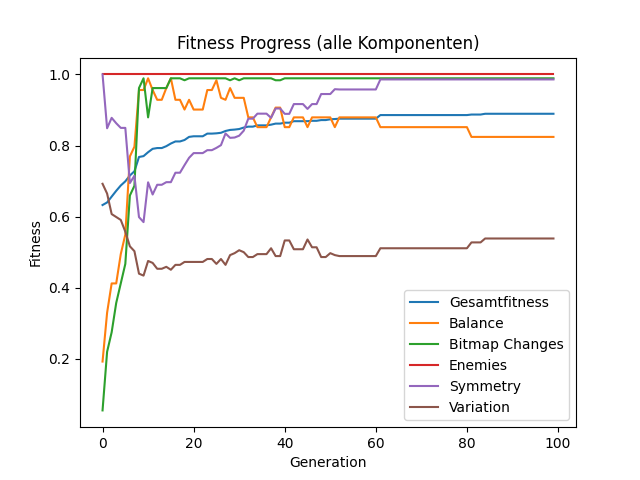 Fitness Progress (alle Komponenten)
1.0
0.8
0.6
0.4
0.2
Fitness
0 20 40 60 80 100
Generation
Gesamtfitness
Balance
Bitmap Changes
Enemies
Symmetry
Variation